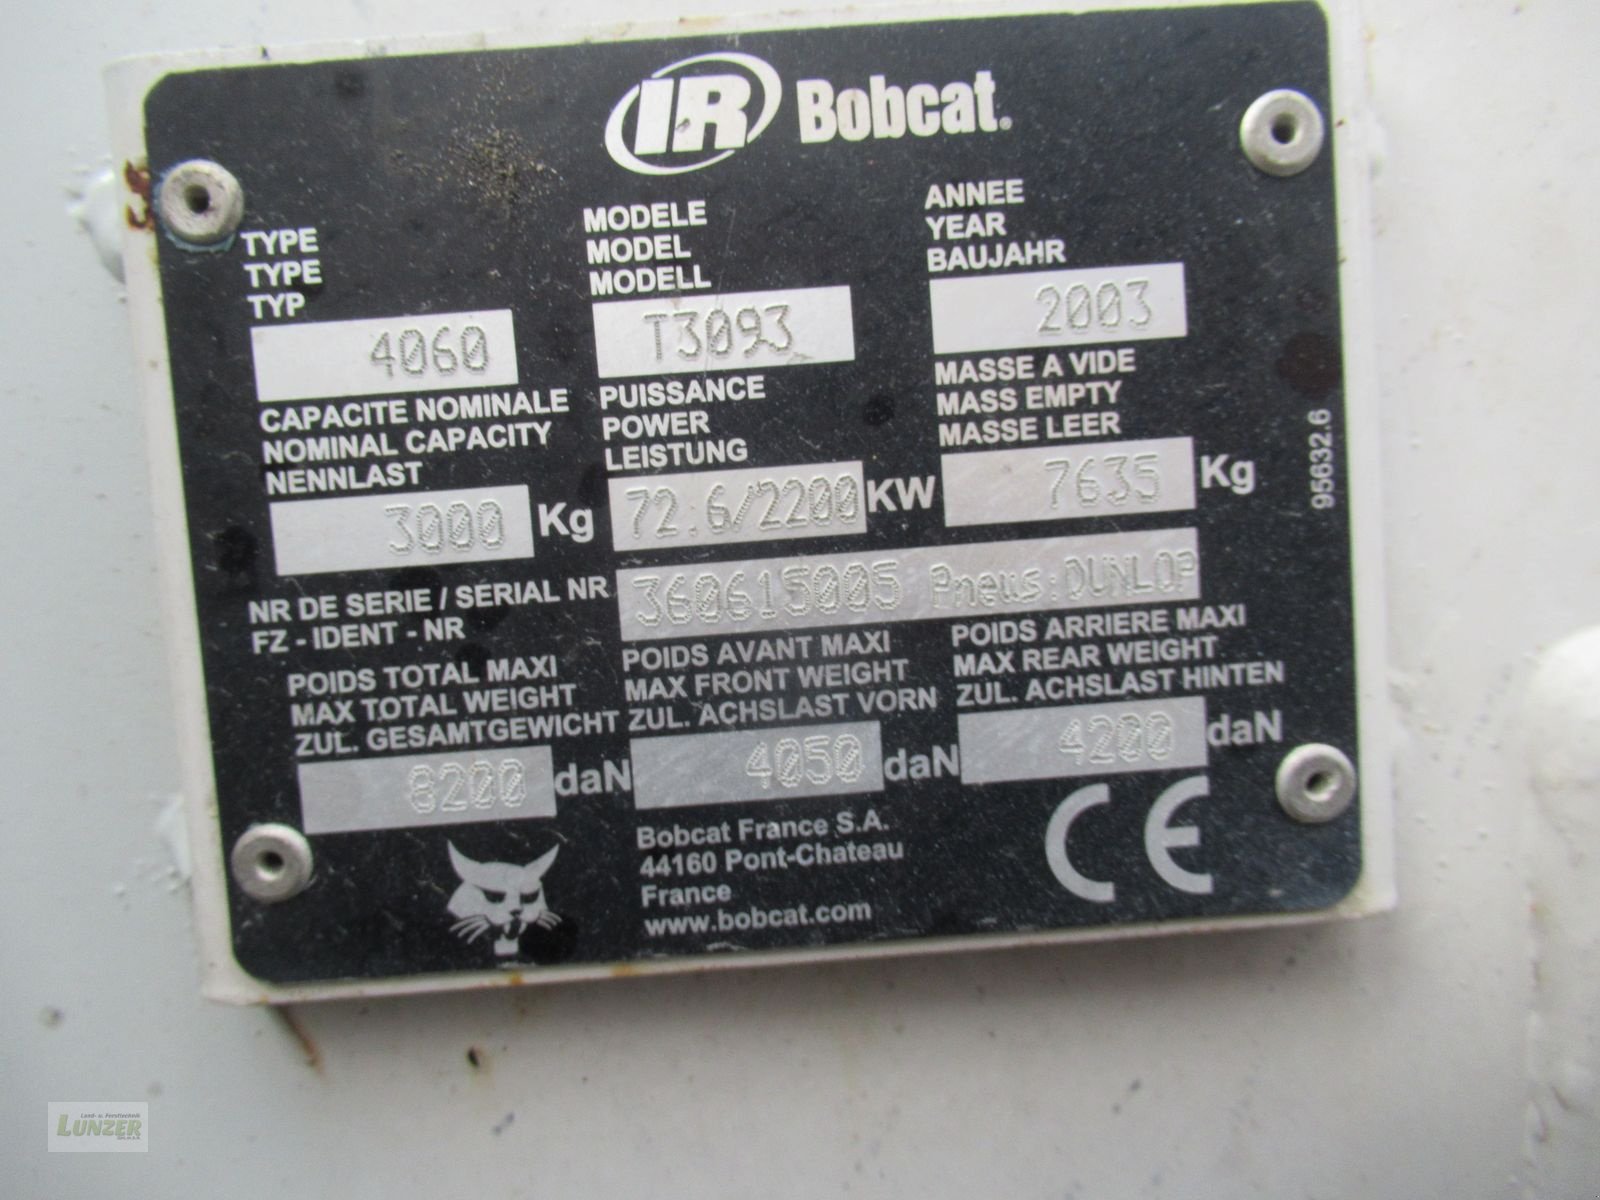 IR Bobcat.
TYPE
TYPE
TYP
4060
MODELE
MODEL
MODELL
T3093
ANNEE
YEAR
BAUJAHR
2003
CAPACITE NOMINALE
NOMINAL CAPACITY
NENNLAST
3000 Kg
PUISSANCE
POWER
LEISTUNG
72.6/2200 KW
MASSE A VIDE
MASS EMPTY
MASSE LEER
7635 Kg
95632.6
NR DE SERIE / SERIAL NR
FZ - IDENT - NR
360615005 Pneus:DUNLOP
POIDS TOTAL MAXI
MAX TOTAL WEIGHT
ZUL. GESAMTGEWICHT
8200 daN
POIDS AVANT MAXI
MAX FRONT WEIGHT
ZUL. ACHSLAST VORN
4050 daN
POIDS ARRIERE MAXI
MAX REAR WEIGHT
ZUL. ACHSLAST HINTEN
4200 daN
Bobcat France S.A.
44160 Pont-Chateau
France
www.bobcat.com
CE
Land- u. Forsttechnik
LUNZER